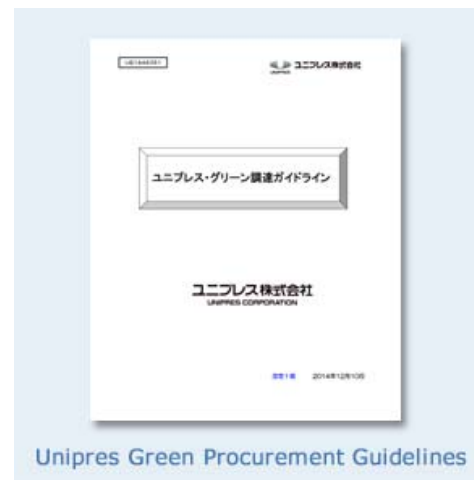 ユニプレス株式会社
UNIPRES
ユニプレス・グリーン調達ガイドライン
ユニプレス株式会社
UNIPRES CORPORATION
2014年12月10日
Unipres Green Procurement Guidelines